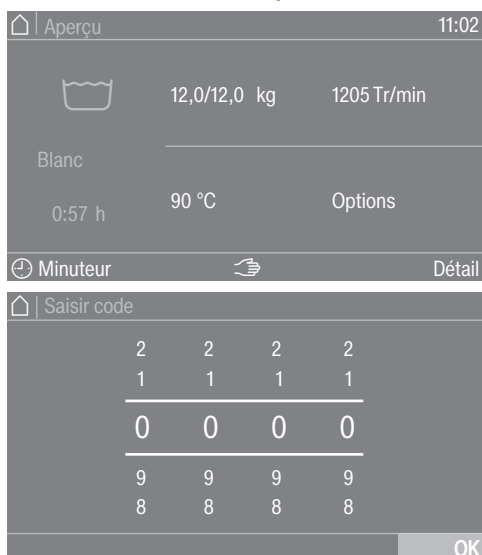 Aperçu 11:02
12,0/12,0 kg 1205 Tr/min
Blanc
90 °C Options
0:57 h
Minuteur Détail
Saisir code
2 2 2 2
1 1 1 1
0 0 0 0
9 9 9 9
8 8 8 8
OK